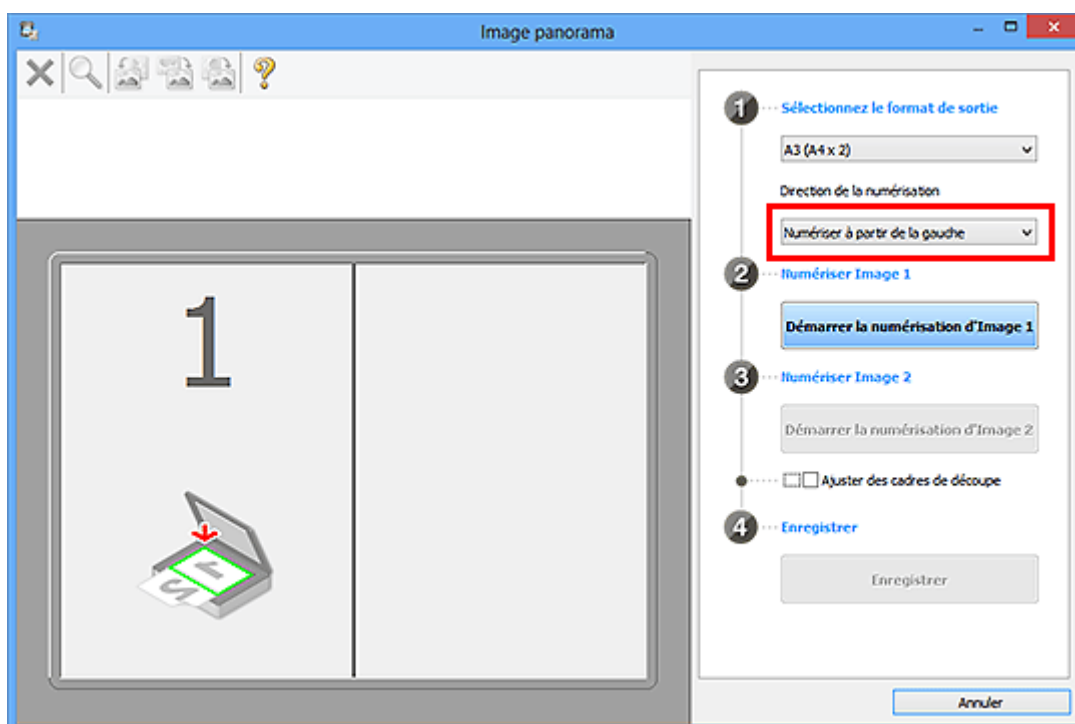 Image panorama
1 Sélectionnez le format de sortie
A3 (A4 x 2)
Direction de la numérisation
Numériser à partir de la gauche
2 Numériser Image 1
Démarrer la numérisation d'Image 1
3 Numériser Image 2
Démarrer la numérisation d'Image 2
Ajuster des cadres de découpe
4 Enregistrer
Enregistrer
Annuler
1
1
2